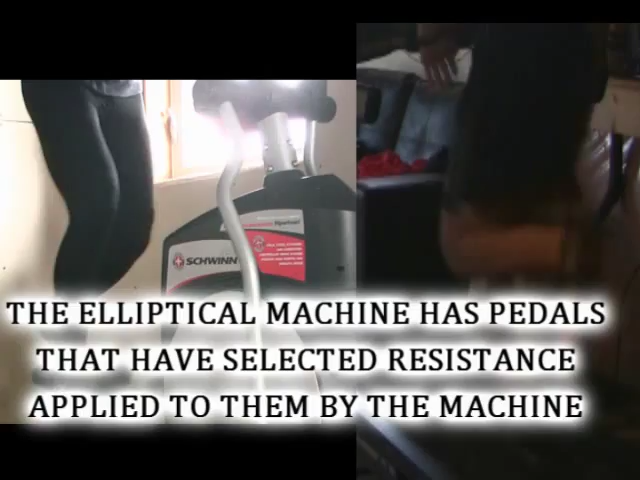 SCHWINN
THE ELLIPTICAL MACHINE HAS PEDALS
THAT HAVE SELECTED RESISTANCE
APPLIED TO THEM BY THE MACHINE